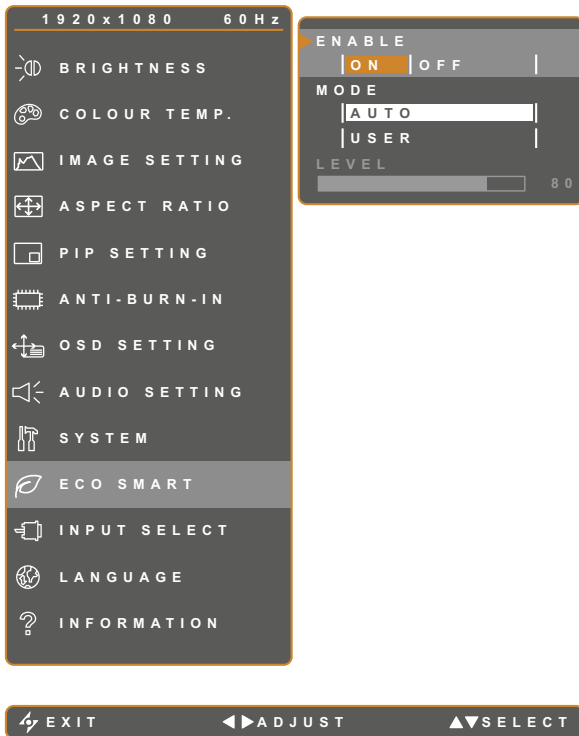 1920x1080 60Hz
BRIGHTNESS
COLOUR TEMP.
IMAGE SETTING
ASPECT RATIO
PIP SETTING
ANTI-BURN-IN
OSD SETTING
AUDIO SETTING
SYSTEM
ECO SMART
INPUT SELECT
LANGUAGE
INFORMATION
ENABLE
ON OFF
MODE
AUTO
USER
LEVEL
80
EXIT ADJUST SELECT